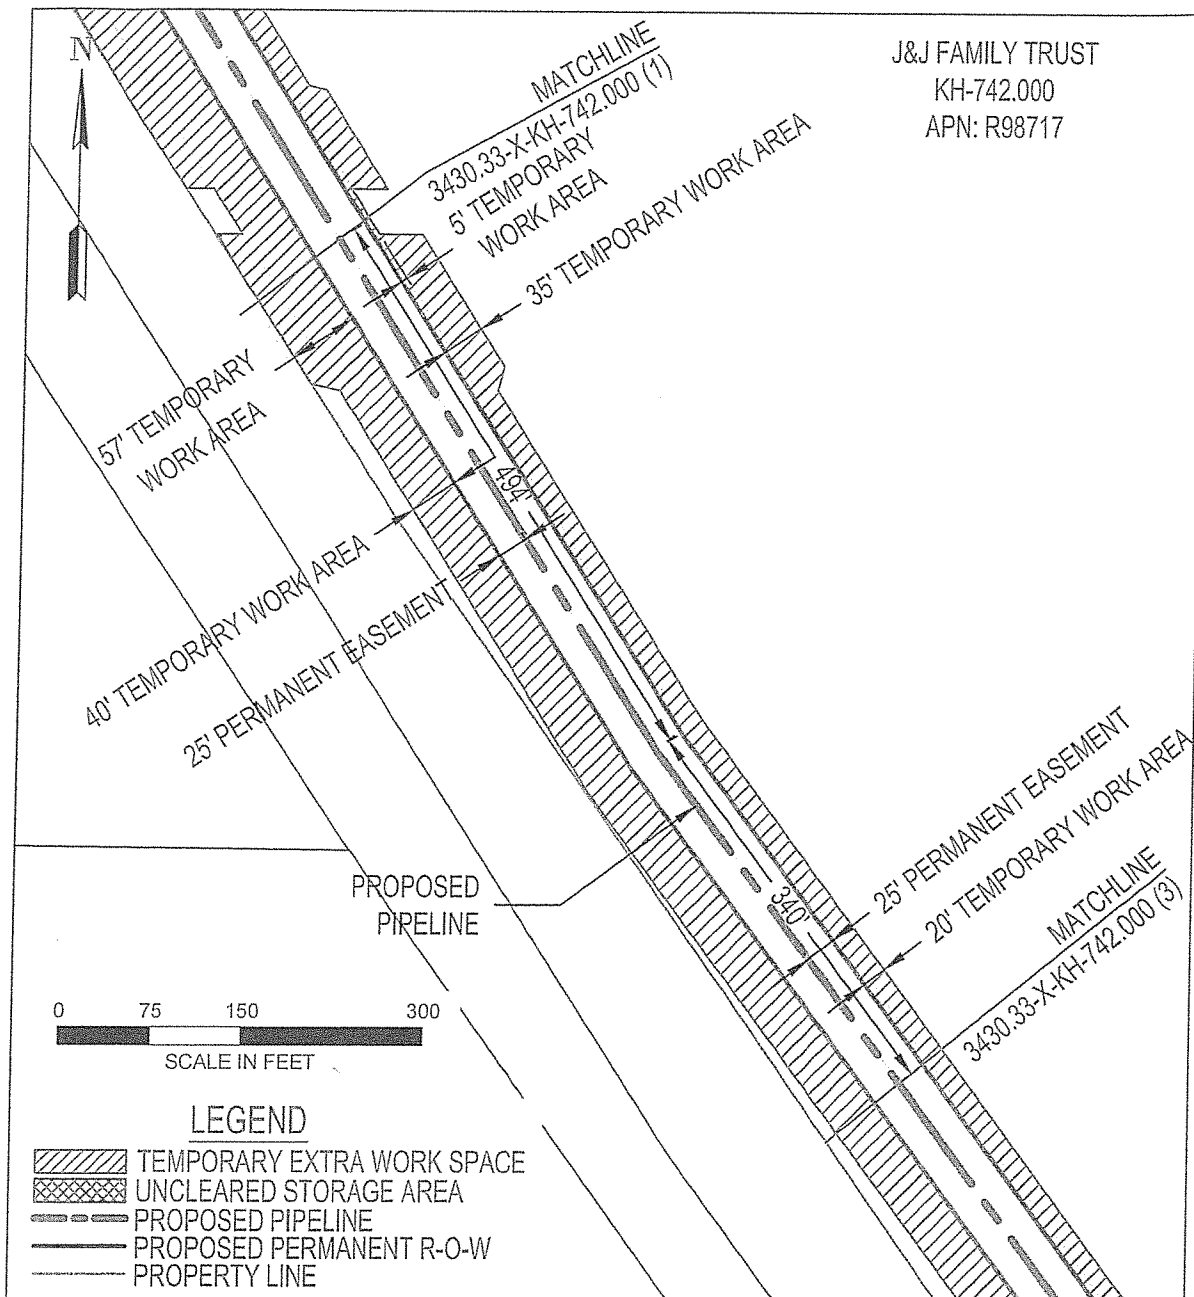 N
J&J FAMILY TRUST
KH-742.000
APN: R98717
MATCHLINE
3430.33-X-KH-742.000 (1)
5' TEMPORARY
WORK AREA
35' TEMPORARY WORK AREA
57' TEMPORARY
WORK AREA
494'
40' TEMPORARY WORK AREA
25' PERMANENT EASEMENT
PROPOSED
PIPELINE
340'
25' PERMANENT EASEMENT
20' TEMPORARY WORK AREA
MATCHLINE
3430.33-X-KH-742.000 (3)
0 75 150 300
SCALE IN FEET
LEGEND
TEMPORARY EXTRA WORK SPACE
UNCLEARED STORAGE AREA
PROPOSED PIPELINE
PROPOSED PERMANENT R-O-W
PROPERTY LINE